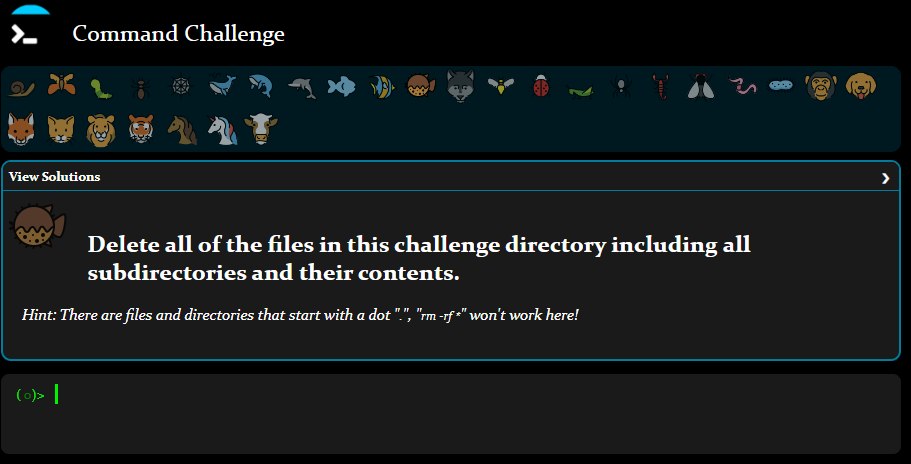 Command Challenge
View Solutions
Delete all of the files in this challenge directory including all
subdirectories and their contents.
Hint: There are files and directories that start with a dot ".", "rm -rf *" won't work here!
(○)>